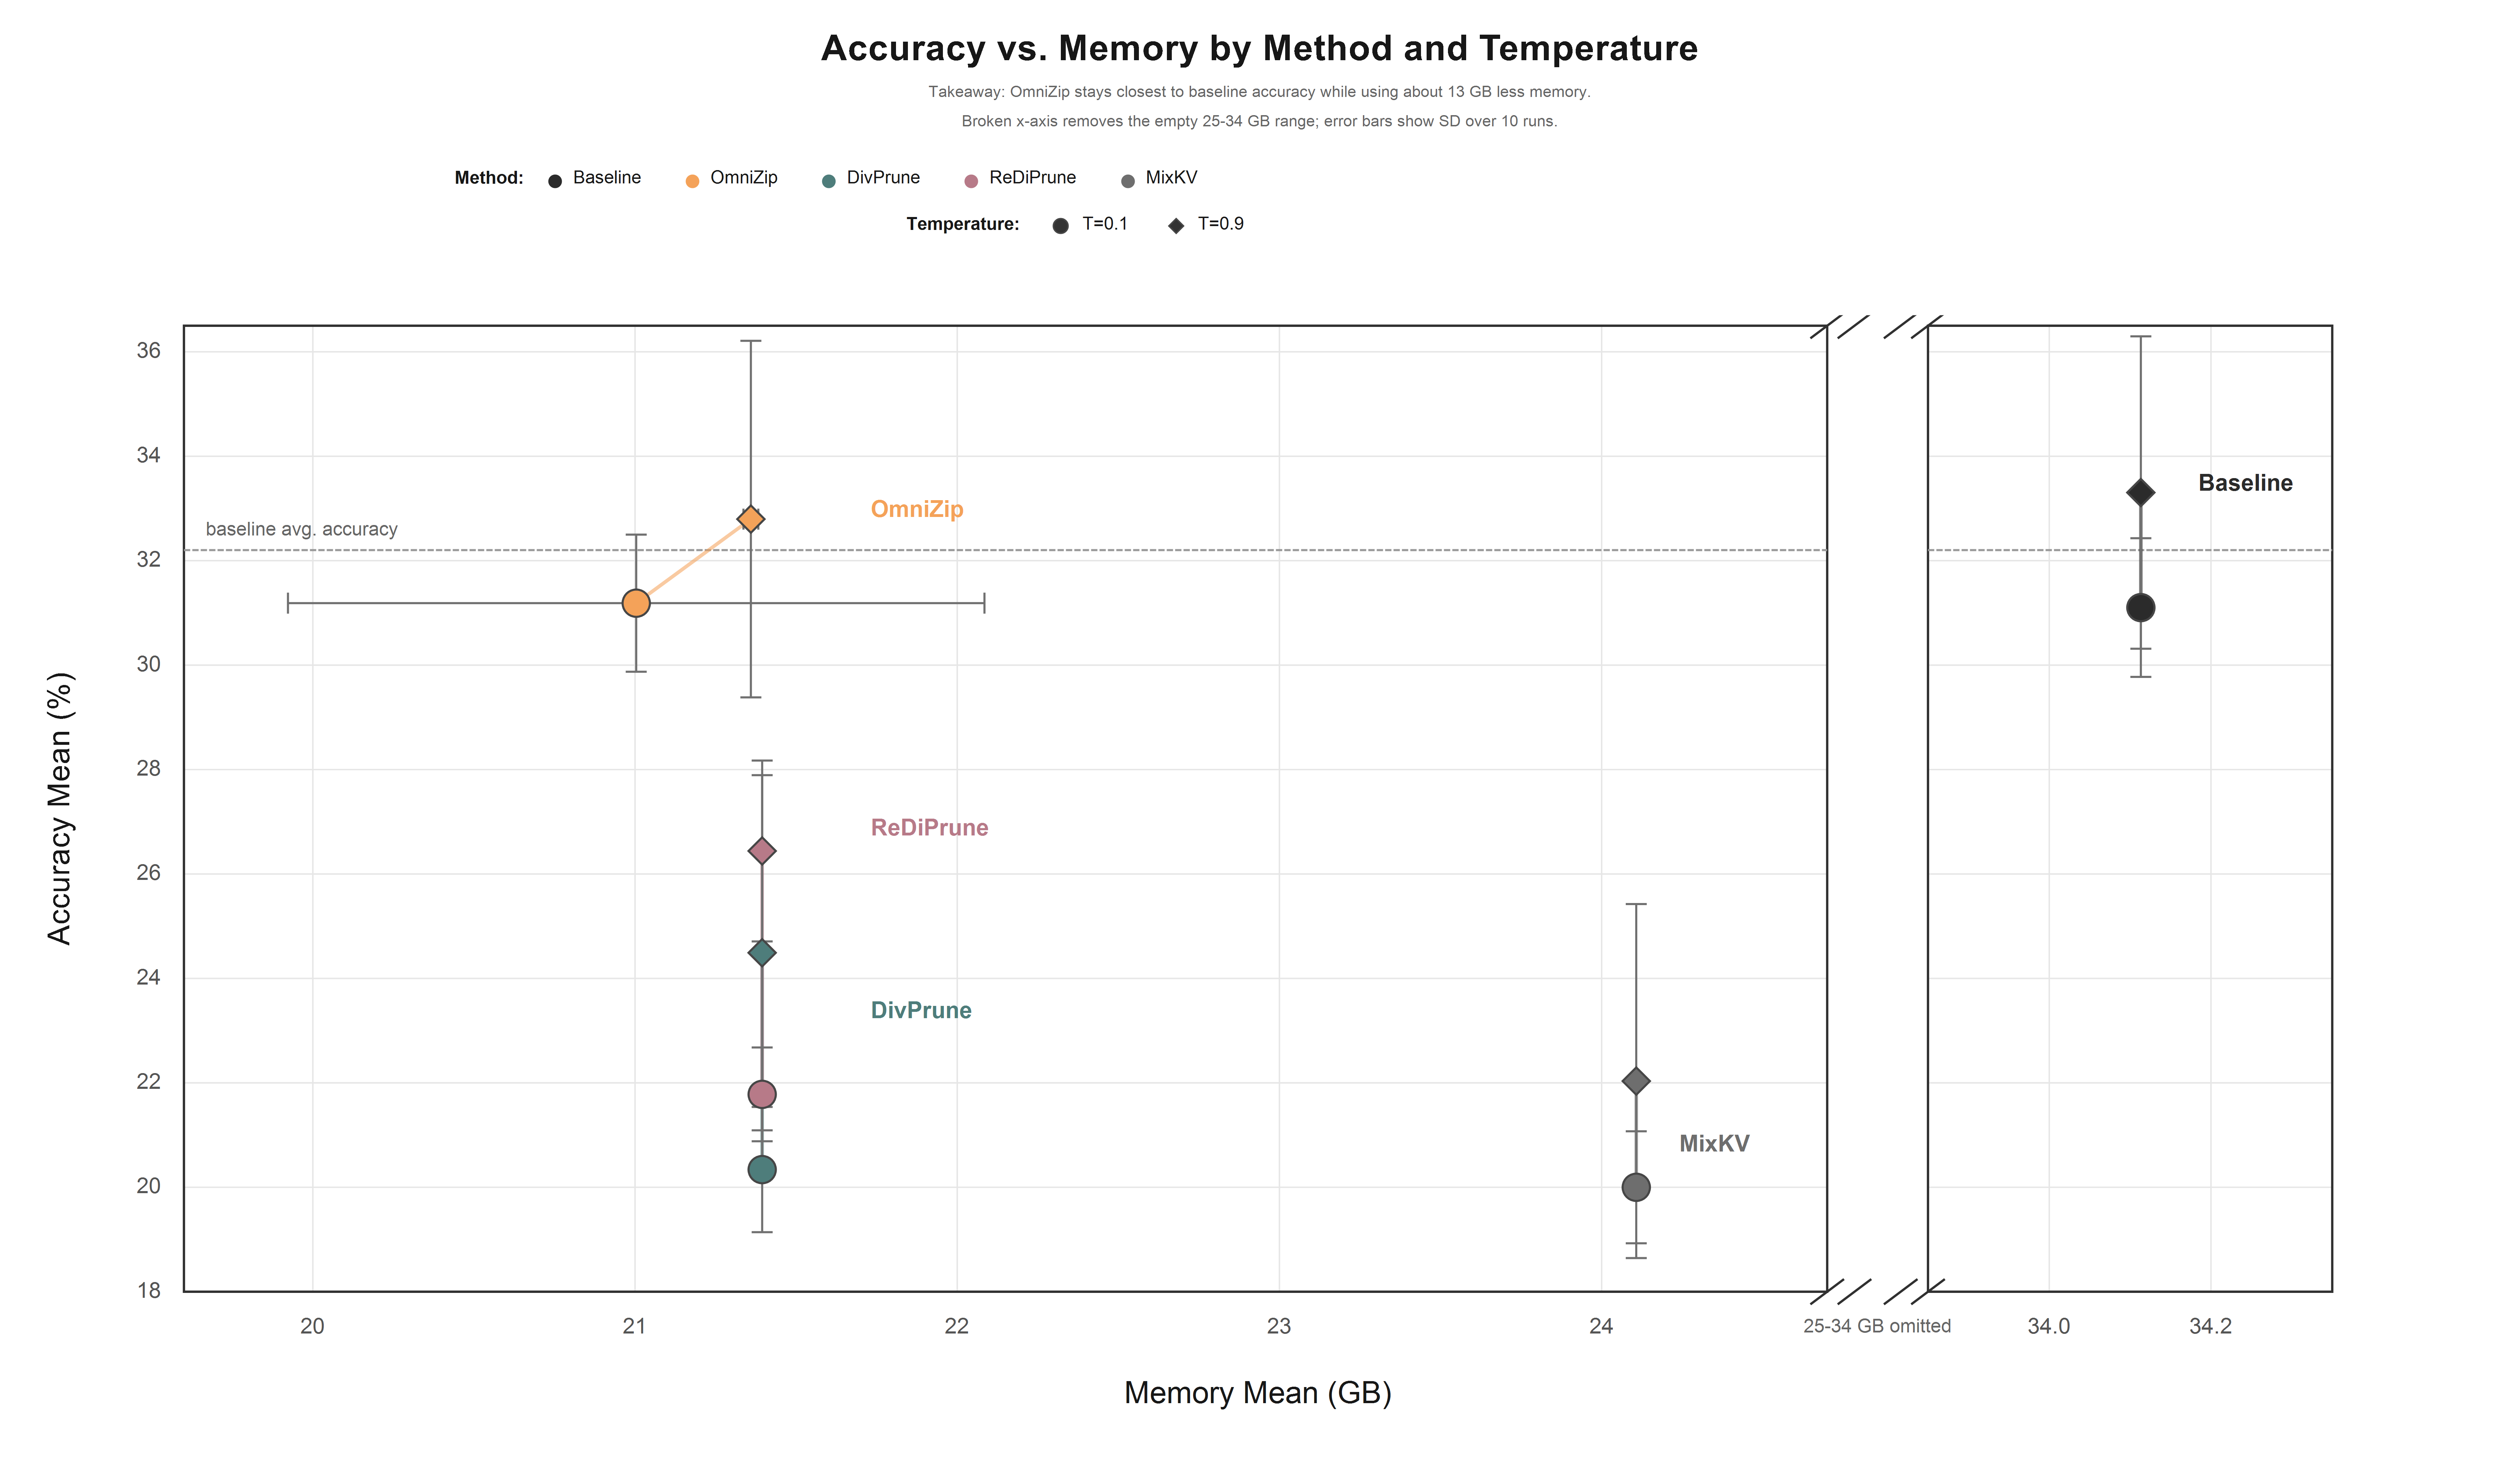 Accuracy vs. Memory by Method and Temperature
Takeaway: OmniZip stays closest to baseline accuracy while using about 13 GB less memory.
Broken x-axis removes the empty 25-34 GB range; error bars show SD over 10 runs.
Method: Baseline OmniZip DivPrune ReDiPrune MixKV
Temperature: T=0.1 T=0.9
36
34
Baseline
OmniZip
baseline avg. accuracy
32
30
28
ReDiPrune
26
24
DivPrune
22
MixKV
20
18
Accuracy Mean (%)
20 21 22 23 24 25-34 GB omitted 34.0 34.2
Memory Mean (GB)